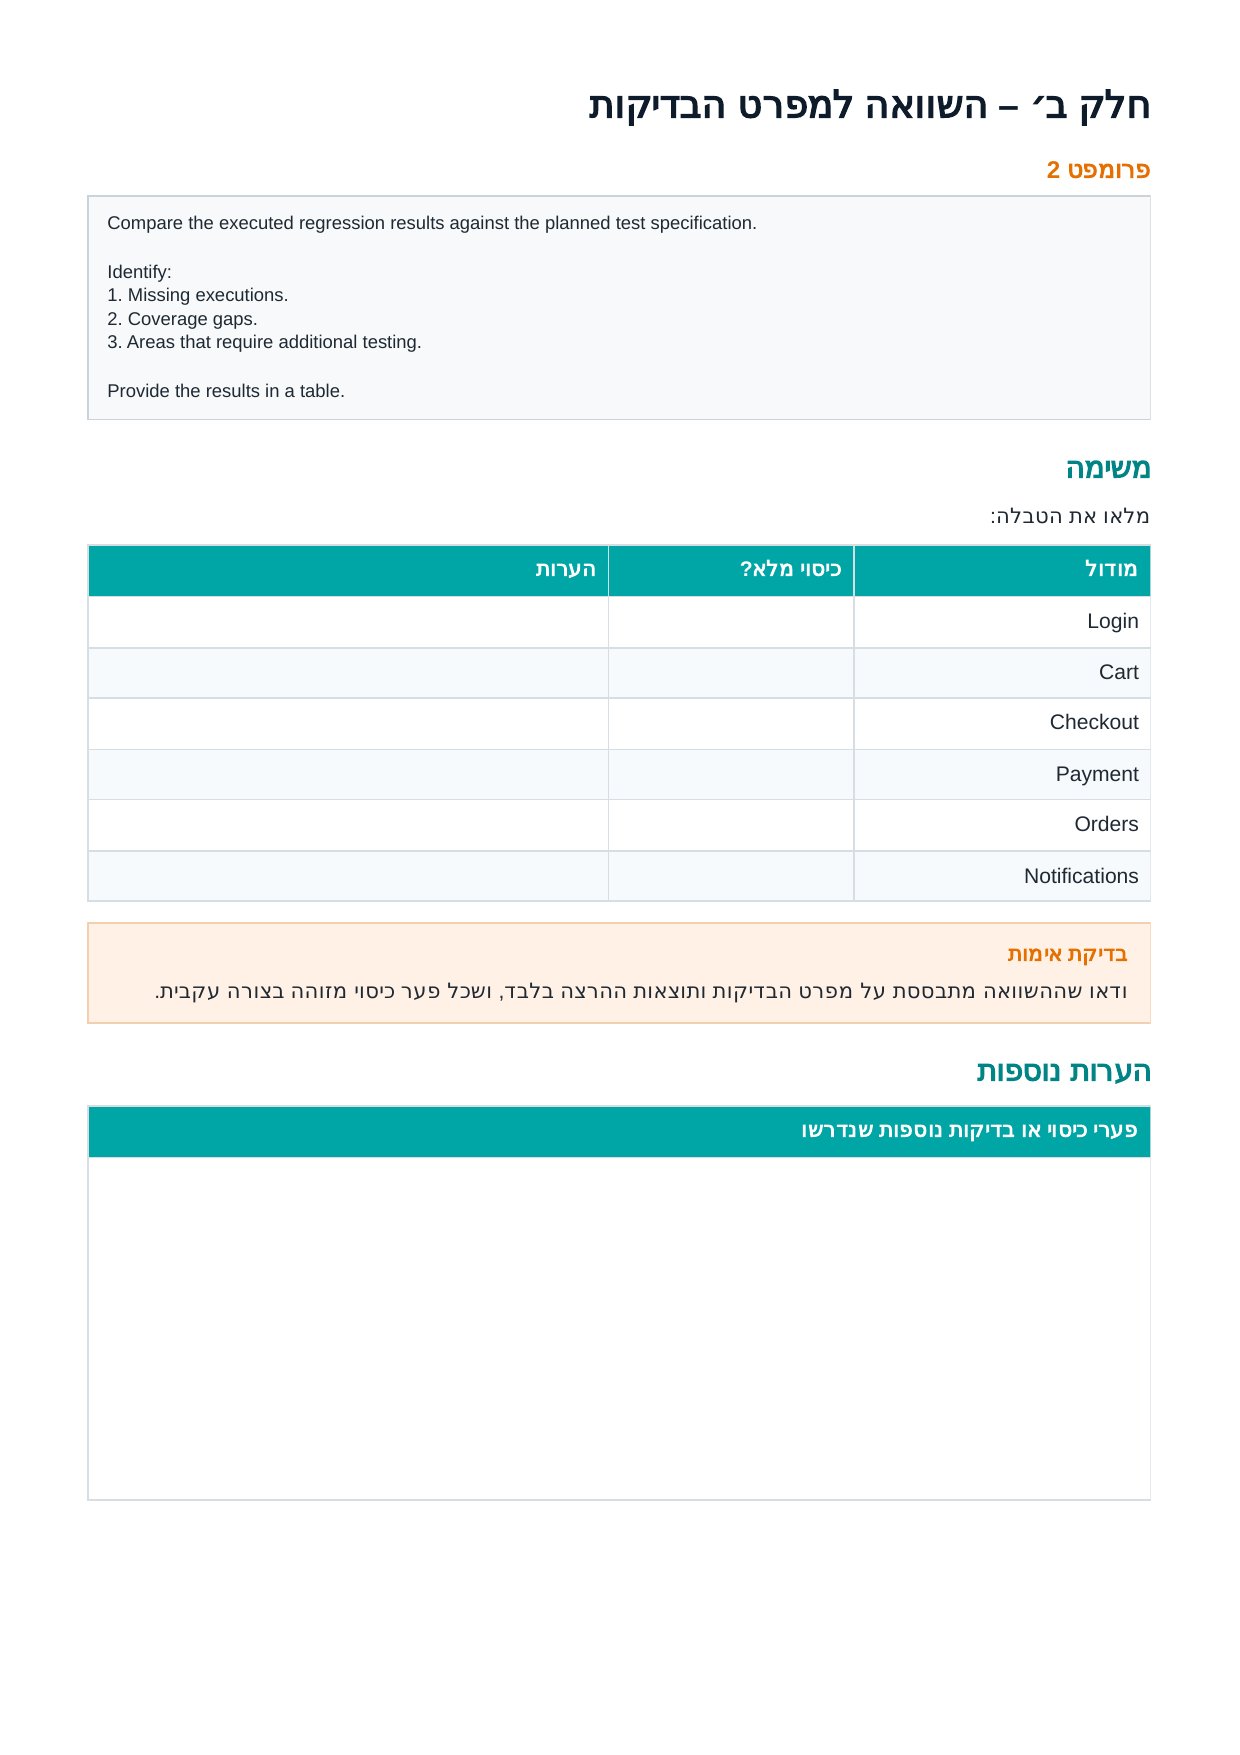 חלק ב׳ – השוואה למפרט הבדיקות
פרומפט 2
Compare the executed regression results against the planned test specification.
Identify:
1. Missing executions.
2. Coverage gaps.
3. Areas that require additional testing.
Provide the results in a table.
משימה
מלאו את הטבלה:
מודול	כיסוי מלא?	הערות
Login
Cart
Checkout
Payment
Orders
Notifications
בדיקת אימות
ודאו שההשוואה מתבססת על מפרט הבדיקות ותוצאות ההרצה בלבד, ושכל פער כיסוי מזוהה בצורה עקבית.
הערות נוספות
פערי כיסוי או בדיקות נוספות שנדרשו